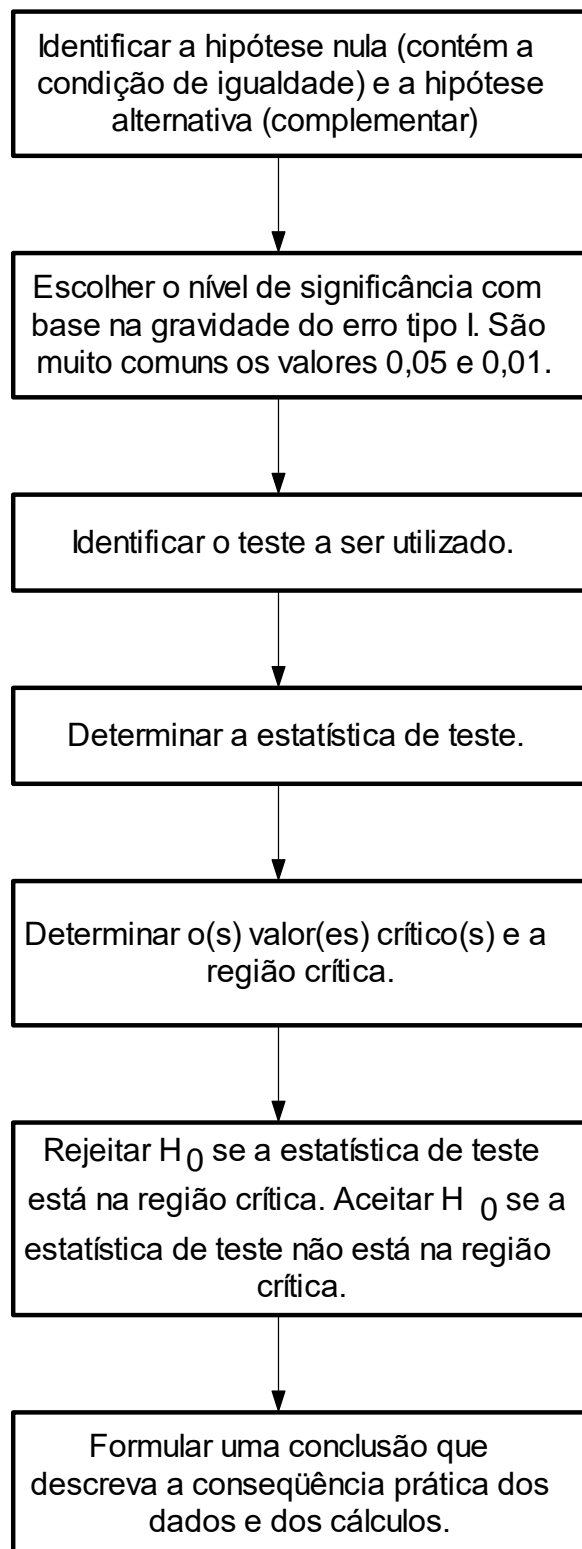 Identificar a hipótese nula (contém a
condição de igualdade) e a hipótese
alternativa (complementar)
Escolher o nível de significância com
base na gravidade do erro tipo I. São
muito comuns os valores 0,05 e 0,01.
Identificar o teste a ser utilizado.
Determinar a estatística de teste.
Determinar o(s) valor(es) crítico(s) e a
região crítica.
Rejeitar H0 se a estatística de teste
está na região crítica. Aceitar H 0 se a
estatística de teste não está na região
crítica.
Formular uma conclusão que
descreva a conseqüência prática dos
dados e dos cálculos.